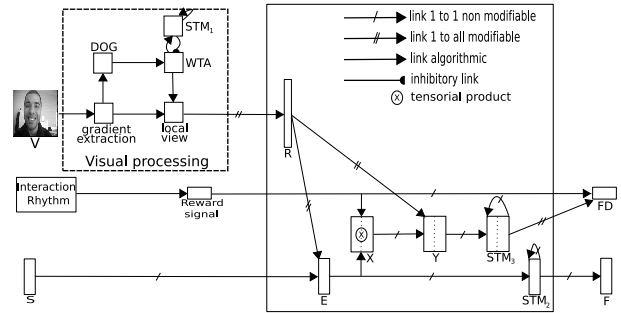 STM1
DOG
WTA
V
gradient
extraction
local
view
Visual processing
link 1 to 1 non modifiable
link 1 to all modifiable
link algorithmic
inhibitory link
X tensorial product
R
Interaction
Rhythm
Reward
signal
FD
X
X
Y
STM3
S
E
STM2
F